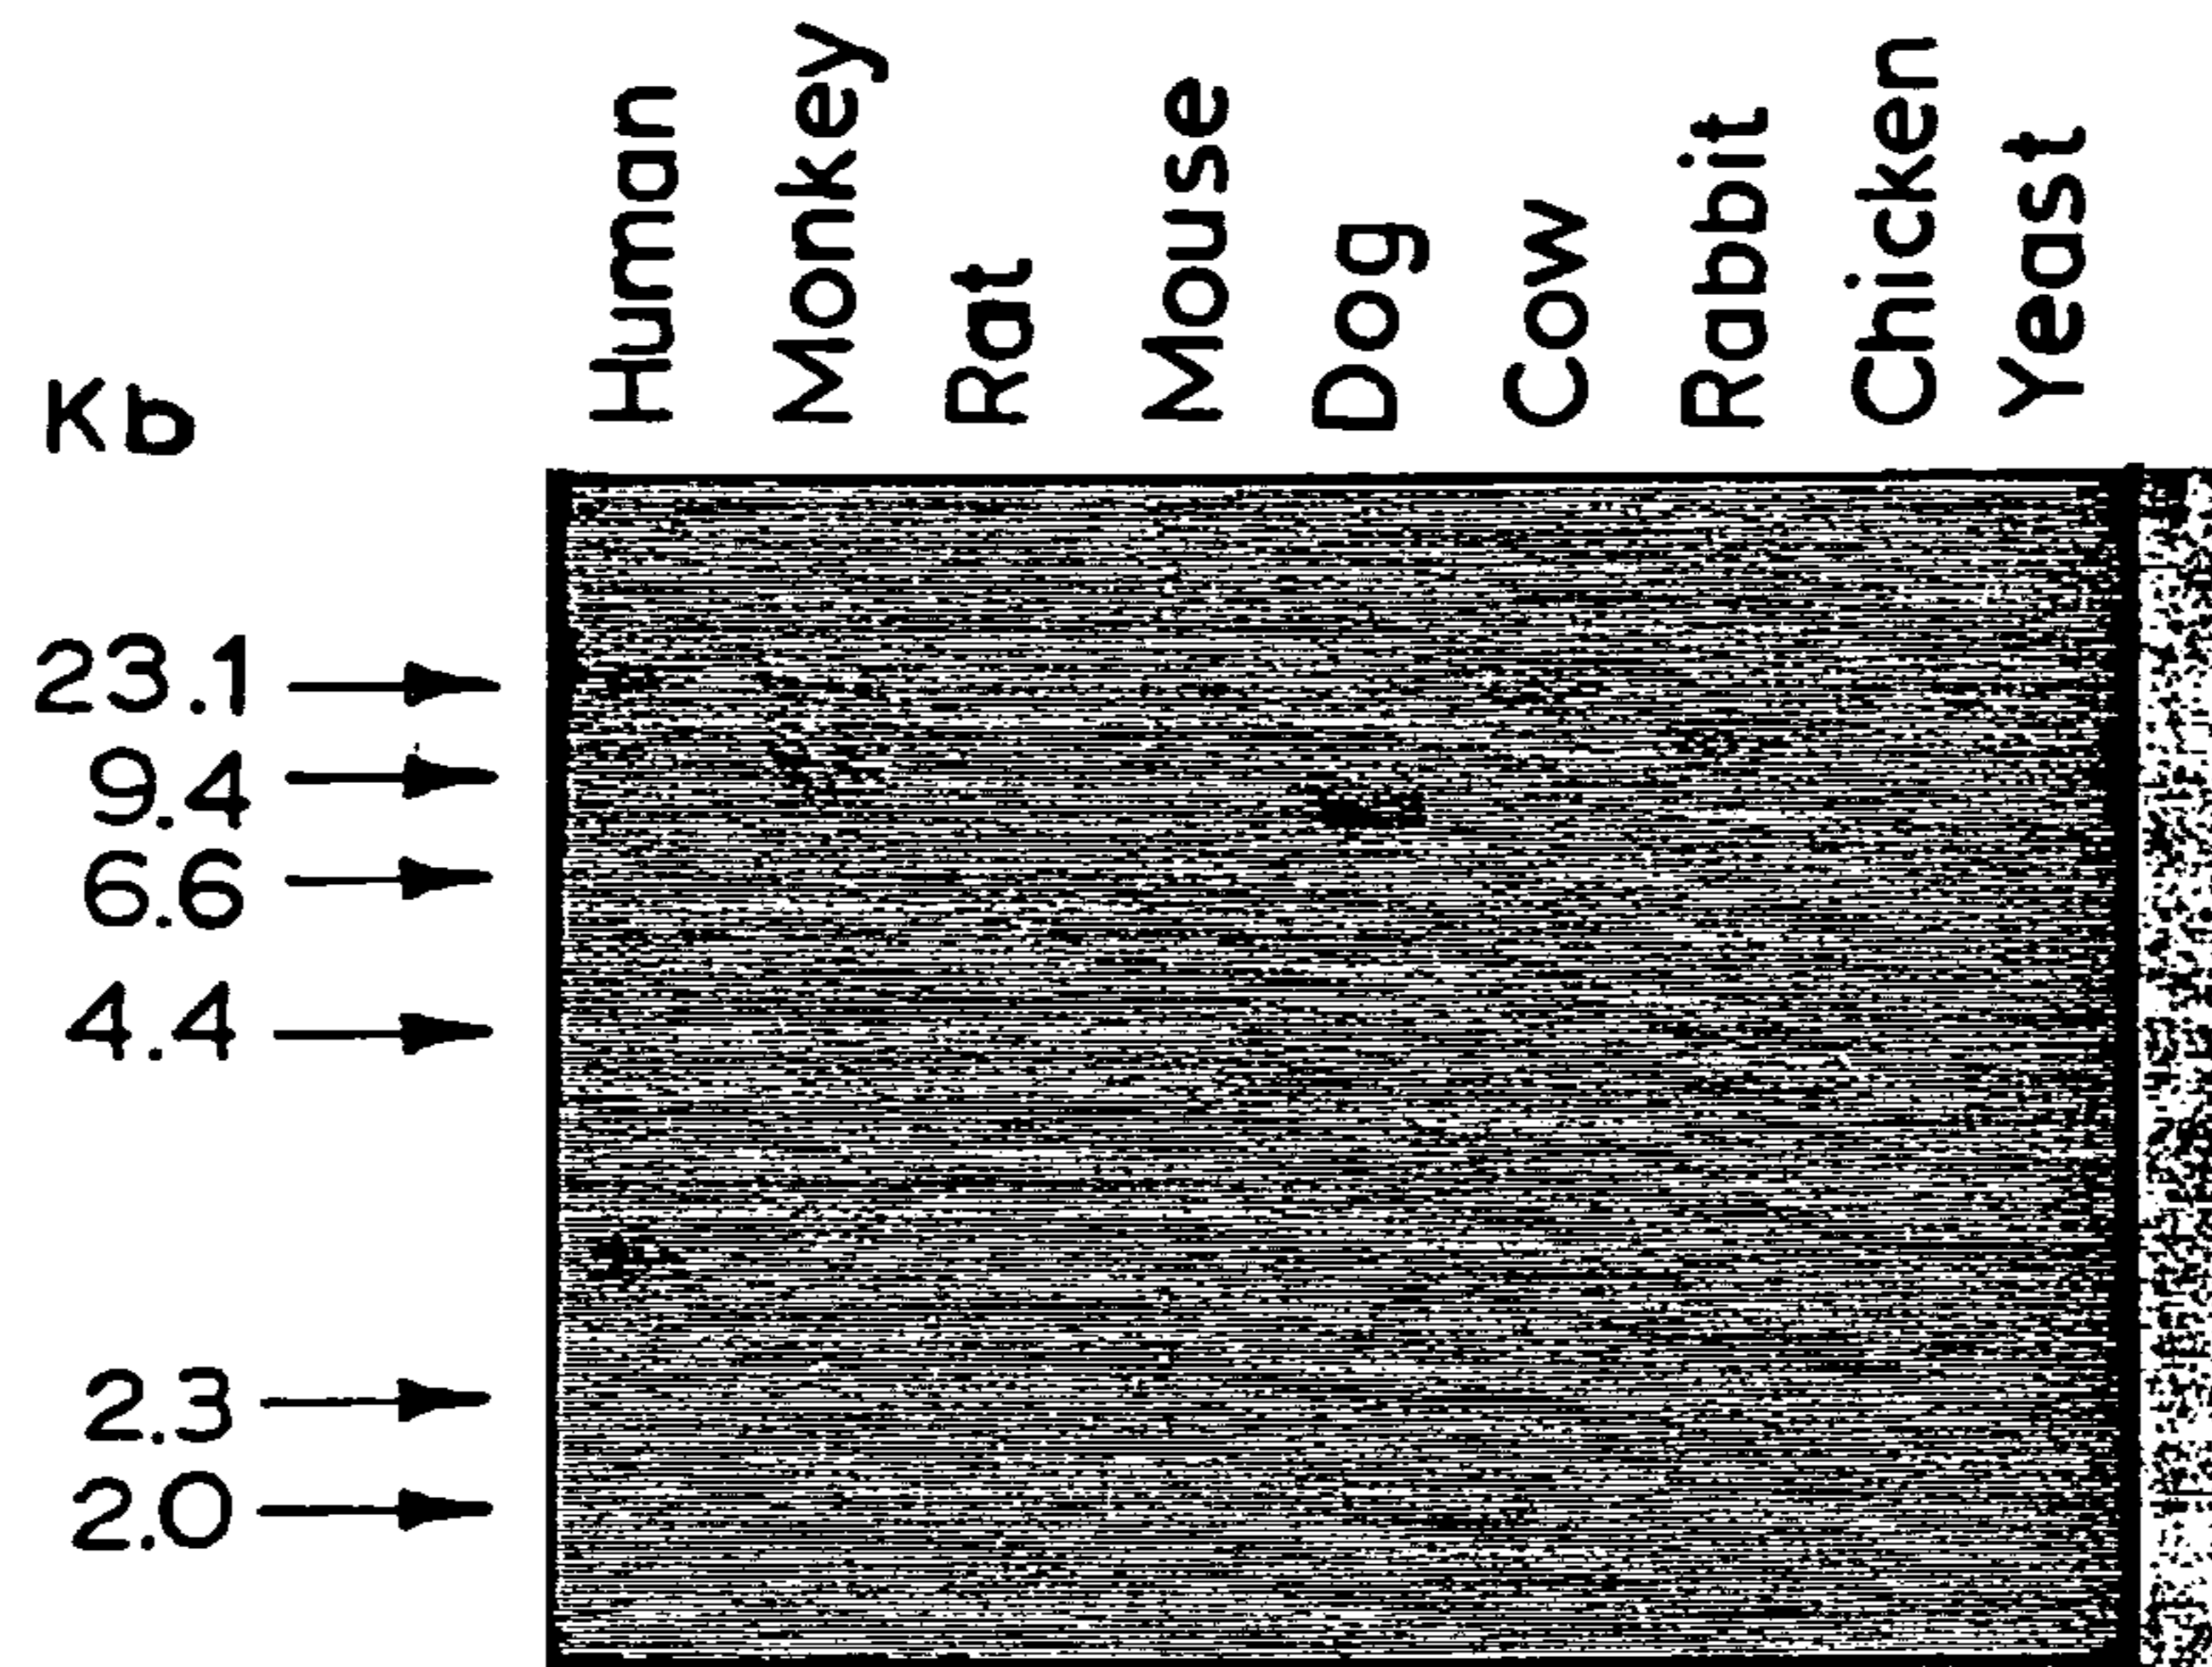 Human
Monkey
Rat
Mouse
Dog
Cow
Rabbit
Chicken
Yeast
Kb
23.1
9.4
6.6
4.4
2.3
2.0